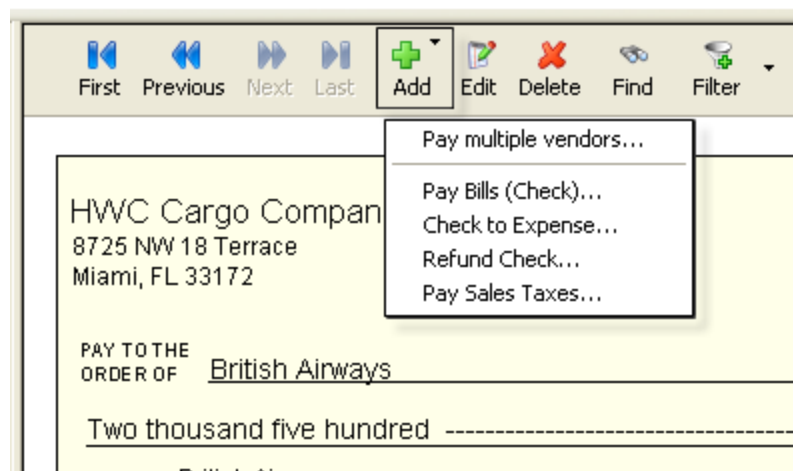 First Previous Next Last Add Edit Delete Find Filter
Pay multiple vendors...
Pay Bills (Check)...
Check to Expense...
Refund Check...
Pay Sales Taxes...
HWC Cargo Compan
8725 NW 18 Terrace
Miami, FL 33172
PAY TO THE
ORDER OF British Airways
Two thousand five hundred --------------------------------------------